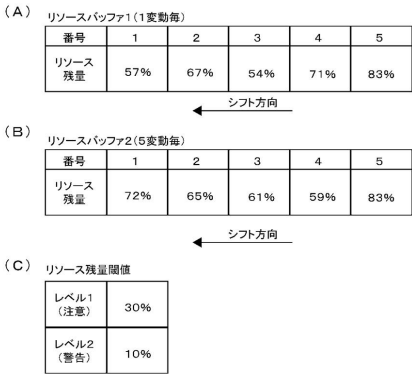 (A)
リソースバッファ1(1変動毎)
番号 1 2 3 4 5
リソース残量 57% 67% 54% 71% 83%
シフト方向
(B)
リソースバッファ2(5変動毎)
番号 1 2 3 4 5
リソース残量 72% 65% 61% 59% 83%
シフト方向
(C) リソース残量閾値
レベル1(注意) 30%
レベル2(警告) 10%